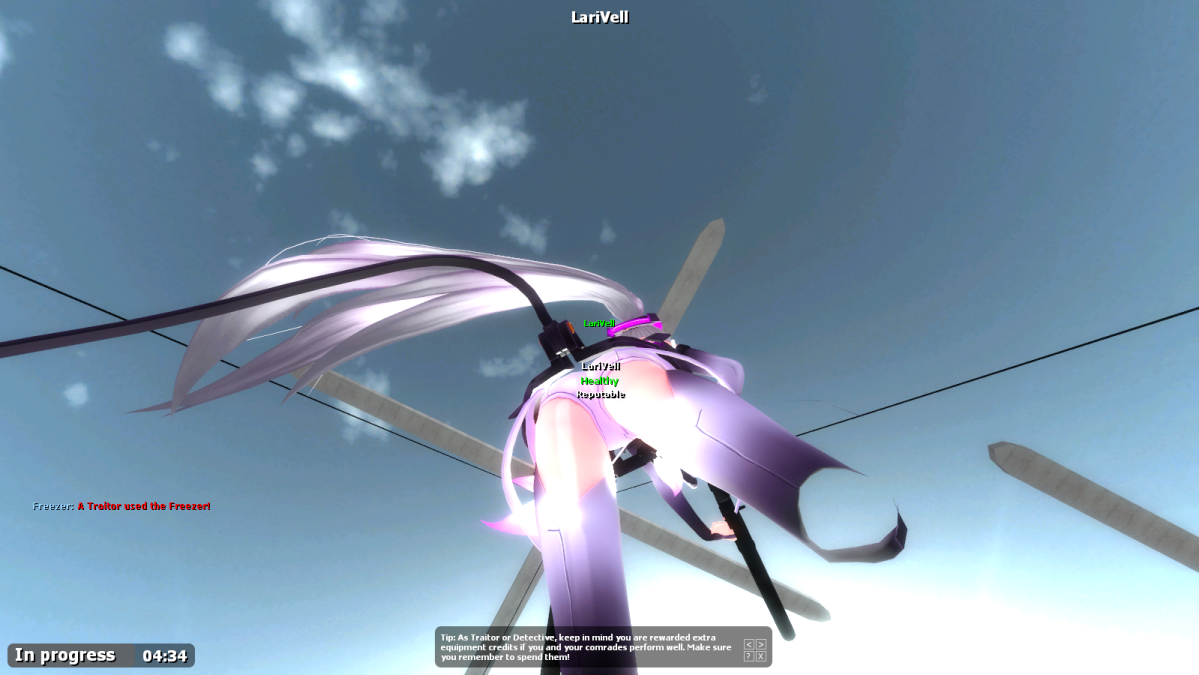 LariVell
LariVell
LariVell
Healthy
Reputable
Freezer: A Traitor used the Freezer!
Tip: As Traitor or Detective, keep in mind you are rewarded extra
equipment credits if you and your comrades perform well. Make sure
you remember to spend them!
< >
? X
In progress 04:34